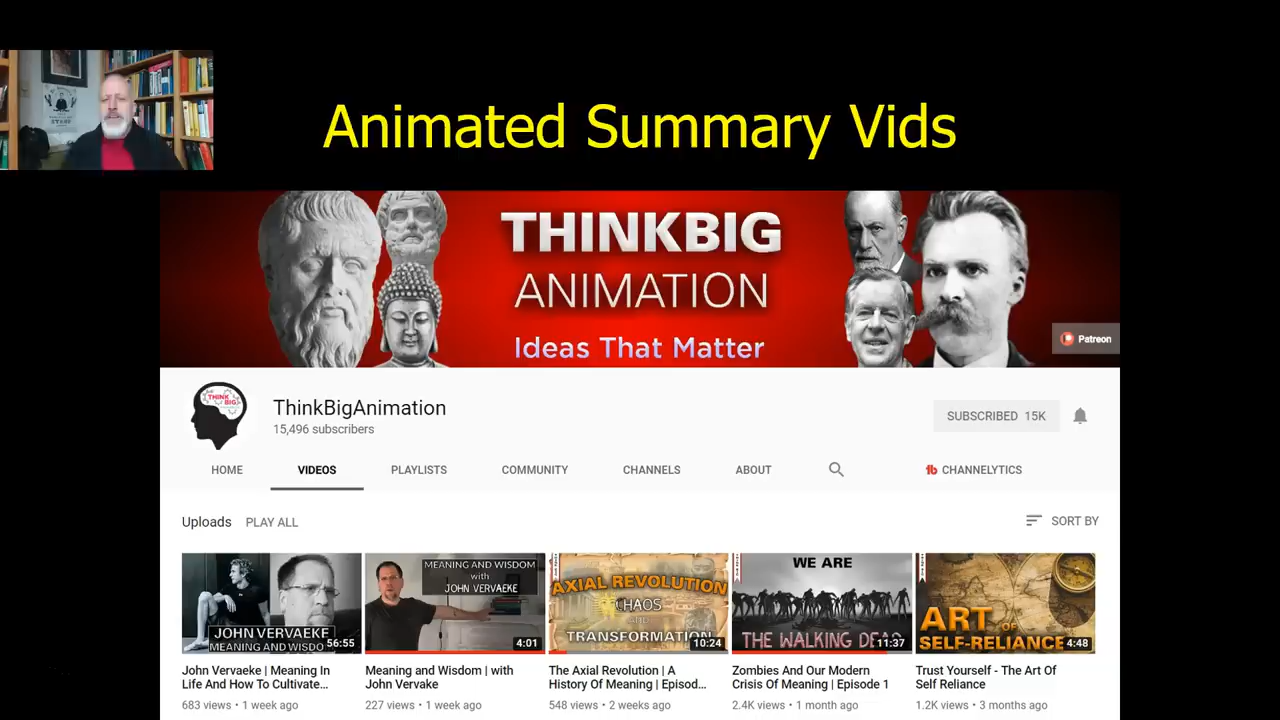 Animated Summary Vids
THINKBIG
ANIMATION
Ideas That Matter
Patreon
THINK
BIG
ThinkBigAnimation
15,496 subscribers
SUBSCRIBED 15K
HOME VIDEOS PLAYLISTS COMMUNITY CHANNELS ABOUT CHANNELYTICS
Uploads PLAY ALL SORT BY
JOHN VERVAEKE
MEANING AND WISDO
56:55
MEANING AND WISDOM
with
JOHN VERVAEKE
4:01
AXIAL REVOLUTION
CHAOS
AND
TRANSFORMATION
10:24
WE ARE
THE WALKING DEAD
11:37
ART OF
SELF-RELIANCE
4:48
John Vervaeke | Meaning In
Life And How To Cultivate...
683 views • 1 week ago
Meaning and Wisdom | with
John Vervake
227 views • 1 week ago
The Axial Revolution | A
History Of Meaning | Episod...
548 views • 2 weeks ago
Zombies And Our Modern
Crisis Of Meaning | Episode 1
2.4K views • 1 month ago
Trust Yourself - The Art Of
Self Reliance
1.2K views • 3 months ago